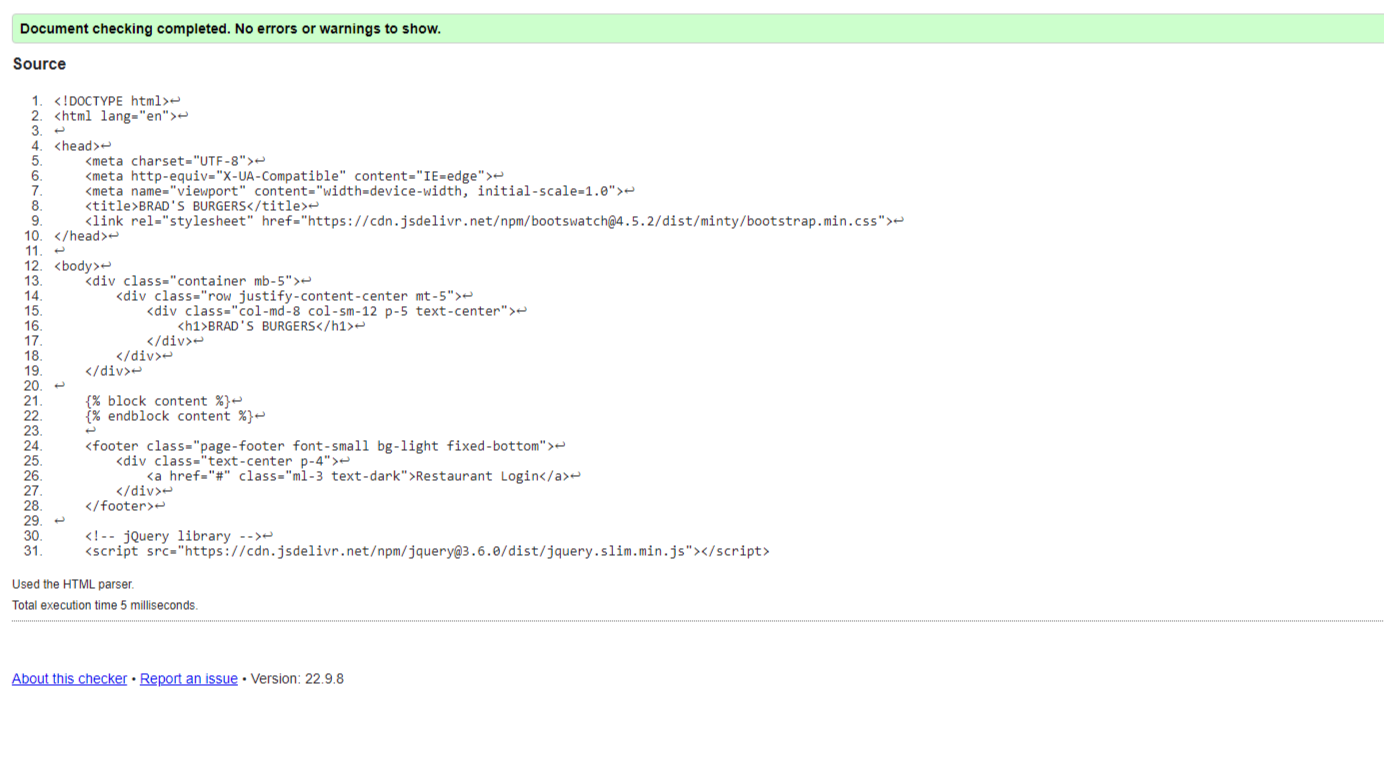 Document checking completed. No errors or warnings to show.
Source
1. <!DOCTYPE html>↩
2. <html lang="en">↩
3. ↩
4. <head>↩
5.     <meta charset="UTF-8">↩
6.     <meta http-equiv="X-UA-Compatible" content="IE=edge">↩
7.     <meta name="viewport" content="width=device-width, initial-scale=1.0">↩
8.     <title>BRAD'S BURGERS</title>↩
9.     <link rel="stylesheet" href="https://cdn.jsdelivr.net/npm/bootswatch@4.5.2/dist/minty/bootstrap.min.css">↩
10. </head>↩
11. ↩
12. <body>↩
13.     <div class="container mb-5">↩
14.         <div class="row justify-content-center mt-5">↩
15.             <div class="col-md-8 col-sm-12 p-5 text-center">↩
16.                 <h1>BRAD'S BURGERS</h1>↩
17.             </div>↩
18.         </div>↩
19.     </div>↩
20. ↩
21.     {% block content %}↩
22.     {% endblock content %}↩
23.     ↩
24.     <footer class="page-footer font-small bg-light fixed-bottom">↩
25.         <div class="text-center p-4">↩
26.             <a href="#" class="ml-3 text-dark">Restaurant Login</a>↩
27.         </div>↩
28.     </footer>↩
29. ↩
30.     <!-- jQuery library -->↩
31.     <script src="https://cdn.jsdelivr.net/npm/jquery@3.6.0/dist/jquery.slim.min.js"></script>
Used the HTML parser.
Total execution time 5 milliseconds.
About this checker • Report an issue • Version: 22.9.8